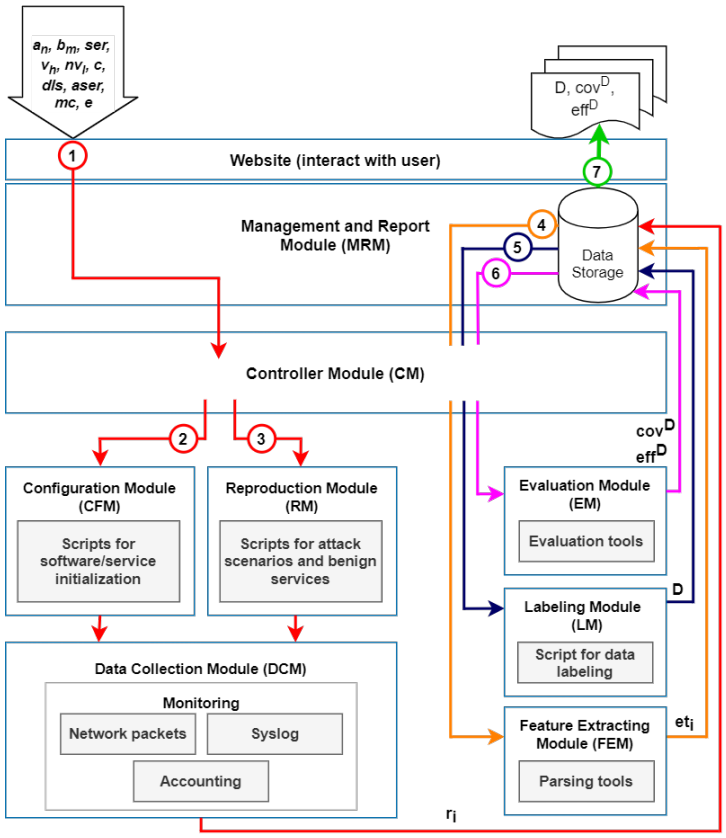 aₙ, bₘ, ser,
vₕ, nvₗ, c,
dls, aser,
mc, e
D, covᴰ,
effᴰ
1
Website (interact with user)
7
Management and Report
Module (MRM)
4
5
6
Data
Storage
Controller Module (CM)
2
3
covᴰ
effᴰ
Configuration Module
(CFM)
Scripts for
software/service
initialization
Reproduction Module
(RM)
Scripts for attack
scenarios and benign
services
Evaluation Module
(EM)
Evaluation tools
D
Labeling Module
(LM)
Script for data
labeling
Data Collection Module (DCM)
Monitoring
Network packets
Syslog
Accounting
Feature Extracting
Module (FEM)
Parsing tools
etᵢ
rᵢ